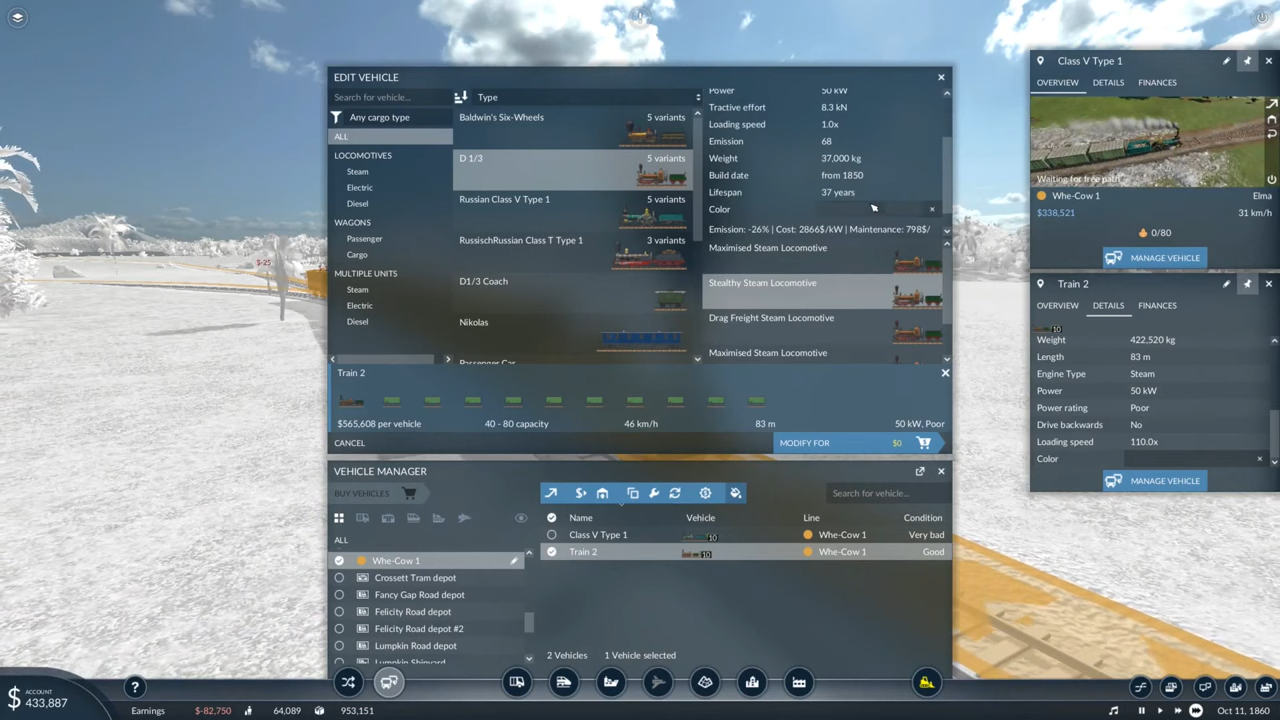 EDIT VEHICLE
Search for vehicle...
Type
Any cargo type
ALL
LOCOMOTIVES
Steam
Electric
Diesel
WAGONS
Passenger
Cargo
MULTIPLE UNITS
Steam
Electric
Diesel
Baldwin's Six-Wheels 5 variants
D 1/3 5 variants
Russian Class V Type 1 5 variants
RussischRussian Class T Type 1 3 variants
D1/3 Coach
Nikolas
Passenger Car
Power 50 kW
Tractive effort 8.3 kN
Loading speed 1.0x
Emission 68
Weight 37,000 kg
Build date from 1850
Lifespan 37 years
Color
Emission: -26% | Cost: 2866$/kW | Maintenance: 798$/
Maximised Steam Locomotive
Stealthy Steam Locomotive
Drag Freight Steam Locomotive
Maximised Steam Locomotive
Train 2
$565,608 per vehicle 40 - 80 capacity 46 km/h 83 m 50 kW, Poor
CANCEL
MODIFY FOR $0
VEHICLE MANAGER
BUY VEHICLES
Search for vehicle...
ALL
Whe-Cow 1
Crossett Tram depot
Fancy Gap Road depot
Felicity Road depot
Felicity Road depot #2
Lumpkin Road depot
Lumpkin Shipyard
Name Vehicle Line Condition
Class V Type 1 10 Whe-Cow 1 Very bad
Train 2 10 Whe-Cow 1 Good
2 Vehicles 1 Vehicle selected
Class V Type 1
OVERVIEW DETAILS FINANCES
Waiting for free path
Whe-Cow 1 Elma
$338,521 31 km/h
0/80
MANAGE VEHICLE
Train 2
OVERVIEW DETAILS FINANCES
10
Weight 422,520 kg
Length 83 m
Engine Type Steam
Power 50 kW
Power rating Poor
Drive backwards No
Loading speed 110.0x
Color
MANAGE VEHICLE
$-25
ACCOUNT
$ 433,887
?
Earnings $-82,750 64,089 953,151
Oct 11, 1860